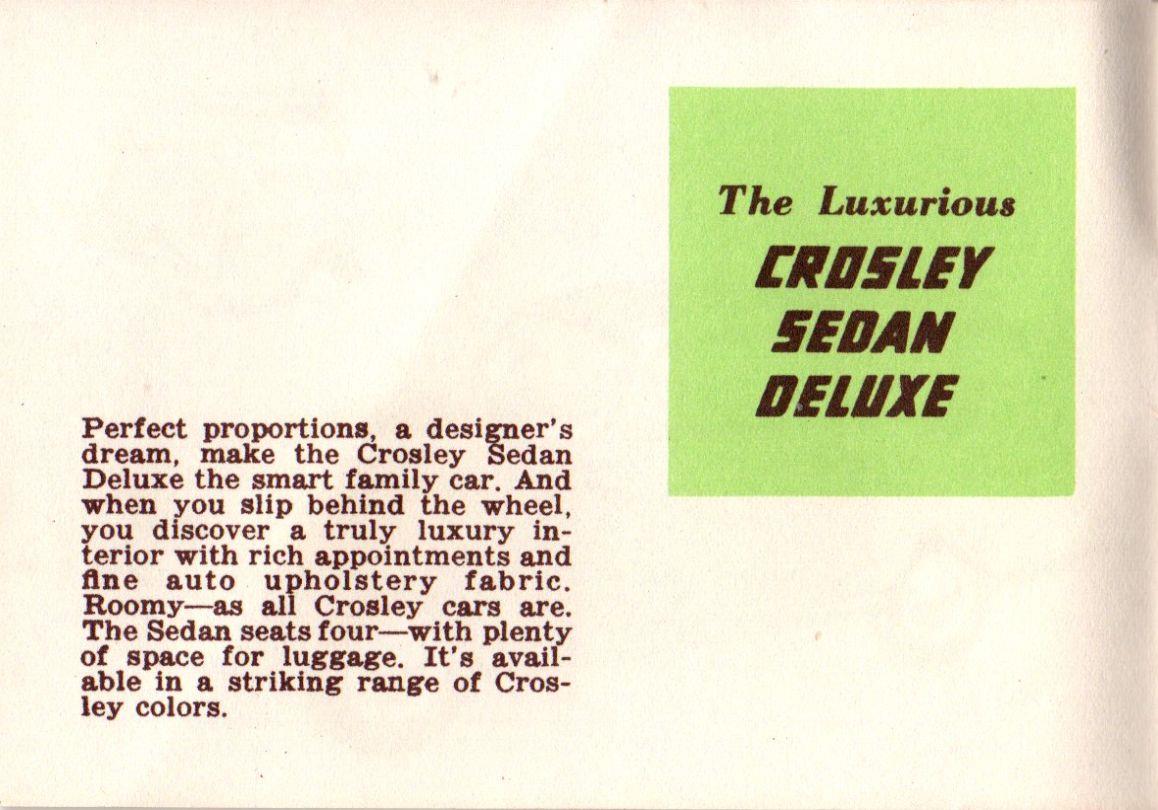 The Luxurious
CROSLEY
SEDAN
DELUXE
Perfect proportions, a designer's
dream, make the Crosley Sedan
Deluxe the smart family car. And
when you slip behind the wheel,
you discover a truly luxury in-
terior with rich appointments and
fine auto upholstery fabric.
Roomy—as all Crosley cars are.
The Sedan seats four—with plenty
of space for luggage. It's avail-
able in a striking range of Cros-
ley colors.